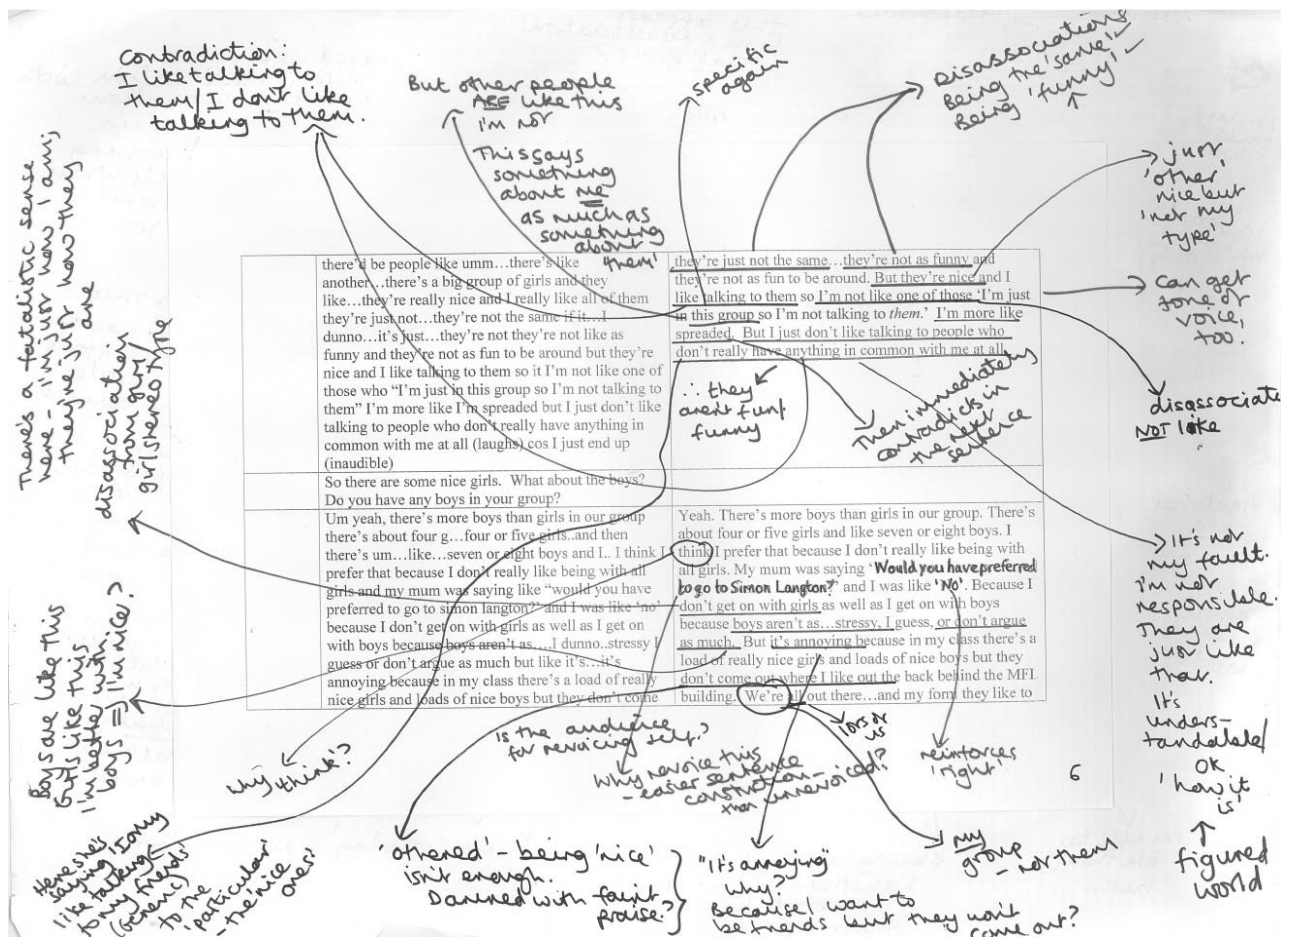 contradiction:
I like talking to
them/I don't like
talking to them.
But other people
ARE like this
I'm not
This says
something
about me
as much as
something
about
'them'
specific
again
Disassociations
Being the 'same'
Being 'funny'
just
'other'
nice but
'not my
type'
can get
tone of
voice,
too.
disassociate
NOT like
There's a fatalistic sense
here - 'I'm just how I am;
they're just how they
are
disassociation
from girl/
girl stereotype
there'd be people like umm…there's like
another…there's a big group of girls and they
like…they're really nice and I really like all of them
they're just not…they're not the same if it…I
dunno…it's just…they're not they're not like as
funny and they're not as fun to be around but they're
nice and I like talking to them so it I'm not like one of
those who "I'm just in this group so I'm not talking to
them" I'm more like I'm spreaded but I just don't like
talking to people who don't really have anything in
common with me at all (laughs) cos I just end up
(inaudible)
they're just not the same…they're not as funny and
they're not as fun to be around. But they're nice and I
like talking to them so I'm not like one of those 'I'm just
in this group so I'm not talking to them.' I'm more like
spreaded. But I just don't like talking to people who
don't really have anything in common with me at all
∴ they
aren't fun/
funny
Then immediately
contradicts in
the next
sentence
So there are some nice girls. What about the boys?
Do you have any boys in your group?
Um yeah, there's more boys than girls in our group
there's about four g…four or five girls..and then
there's um…like…seven or eight boys and I.. I think I
prefer that because I don't really like being with all
girls and my mum was saying like "would you have
preferred to go to simon langton?" and I was like 'no'
because I don't get on with girls as well as I get on
with boys because boys aren't as….I dunno..stressy I
guess or don't argue as much but like it's…it's
annoying because in my class there's a load of really
nice girls and loads of nice boys but they don't come
Yeah. There's more boys than girls in our group. There's
about four or five girls and like seven or eight boys. I
think I prefer that because I don't really like being with
all girls. My mum was saying 'Would you have preferred
to go to Simon Langton?' and I was like 'No'. Because I
don't get on with girls as well as I get on with boys
because boys aren't as…stressy, I guess, or don't argue
as much. But it's annoying because in my class there's a
load of really nice girls and loads of nice boys but they
don't come out where I like out the back behind the MFL
building. We're all out there…and my form they like to
It's not
my fault.
I'm not
responsible.
They are
just like
that.
It's
unders-
tandable/
OK
'how it
is'
figured
world
Boys are like this
Girls like this
I'm better with
boys = I'm nice?
why 'think'?
Is the audience
for revoicing self?
Why revoice this
- easier sentence
construction -
than unrevoiced?
lots of
us
reinforces
'right'
6
Here she's
saying 'I only
like talking
to my friends'
(generic)
to the
'particular'
- the 'nice
ones'
'othered' - being 'nice'
isn't enough.
Damned with faint
praise?
"It's annoying"
why?
Because I want to
be friends but they won't
come out?
my
group
- not them